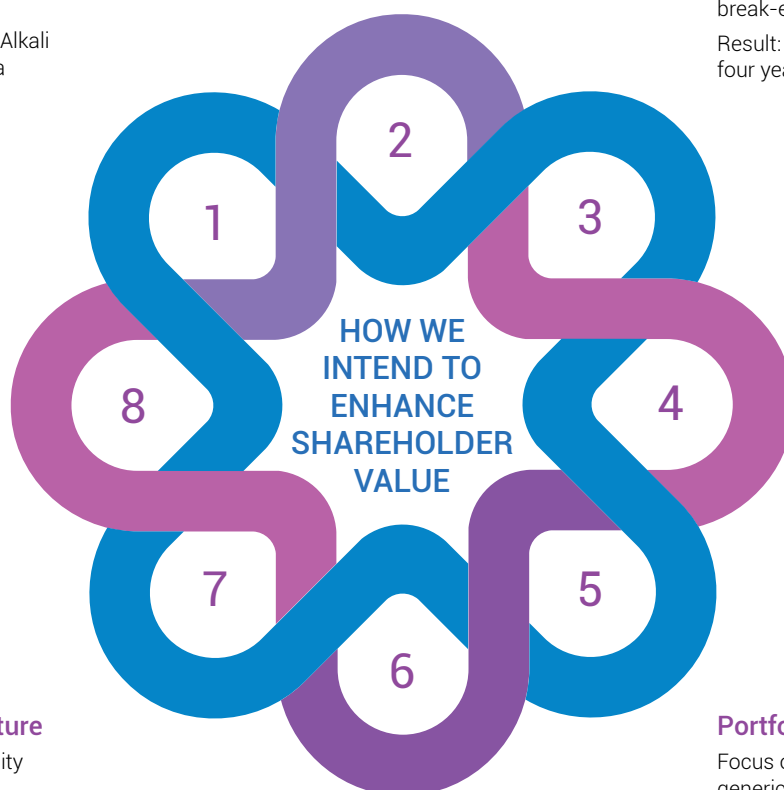 break-e
Alkali
a
Result:
four yea
2
1
3
HOW WE
INTEND TO
ENHANCE
SHAREHOLDER
VALUE
8
4
7
5
6
ture
ity
Portfo
Focus o
generic